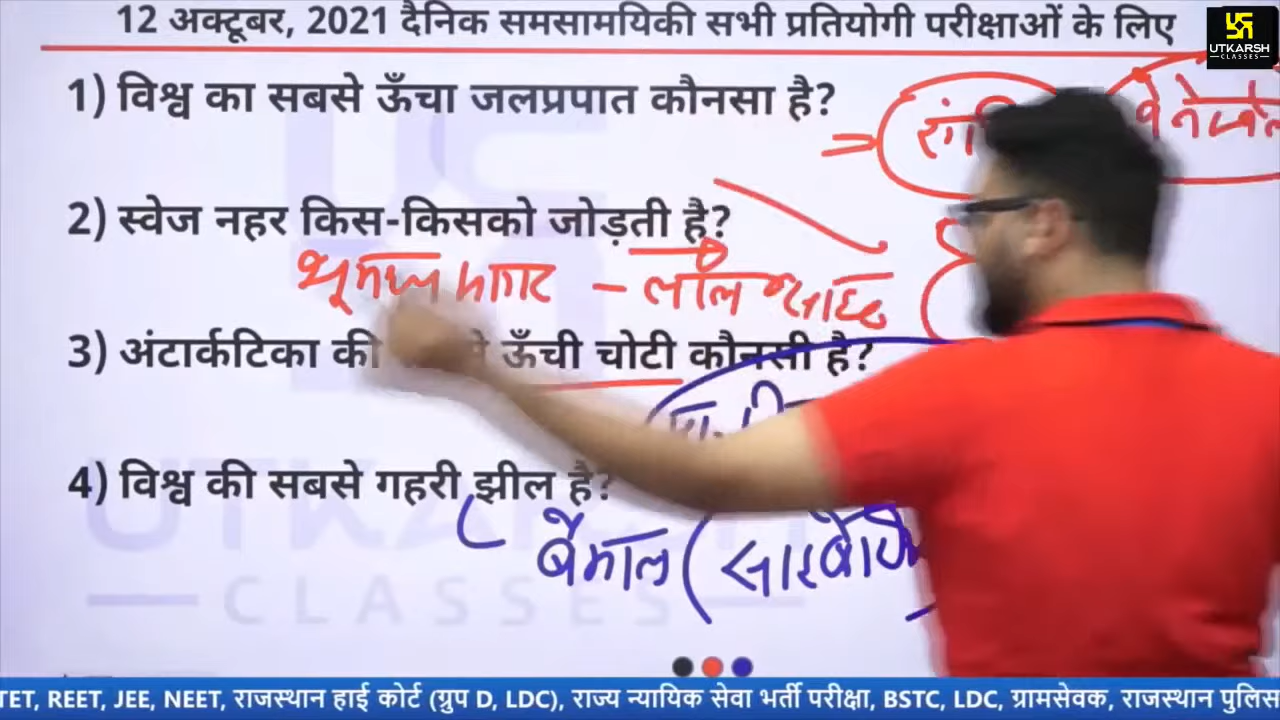 12 अक्टूबर, 2021 दैनिक समसामयिकी सभी प्रतियोगी परीक्षाओं के लिए
UTKARSH
CLASSES
1) विश्व का सबसे ऊँचा जलप्रपात कौनसा है?
2) स्वेज नहर किस-किसको जोड़ती है?
सागर – लाल
3) अंटार्कटिका की ऊँची चोटी कौनसी है?
4) विश्व की सबसे गहरी झील है?
UTKARSH
CLASSES
TET, REET, JEE, NEET, राजस्थान हाई कोर्ट (ग्रुप D, LDC), राज्य न्यायिक सेवा भर्ती परीक्षा, BSTC, LDC, ग्रामसेवक, राजस्थान पुलिस